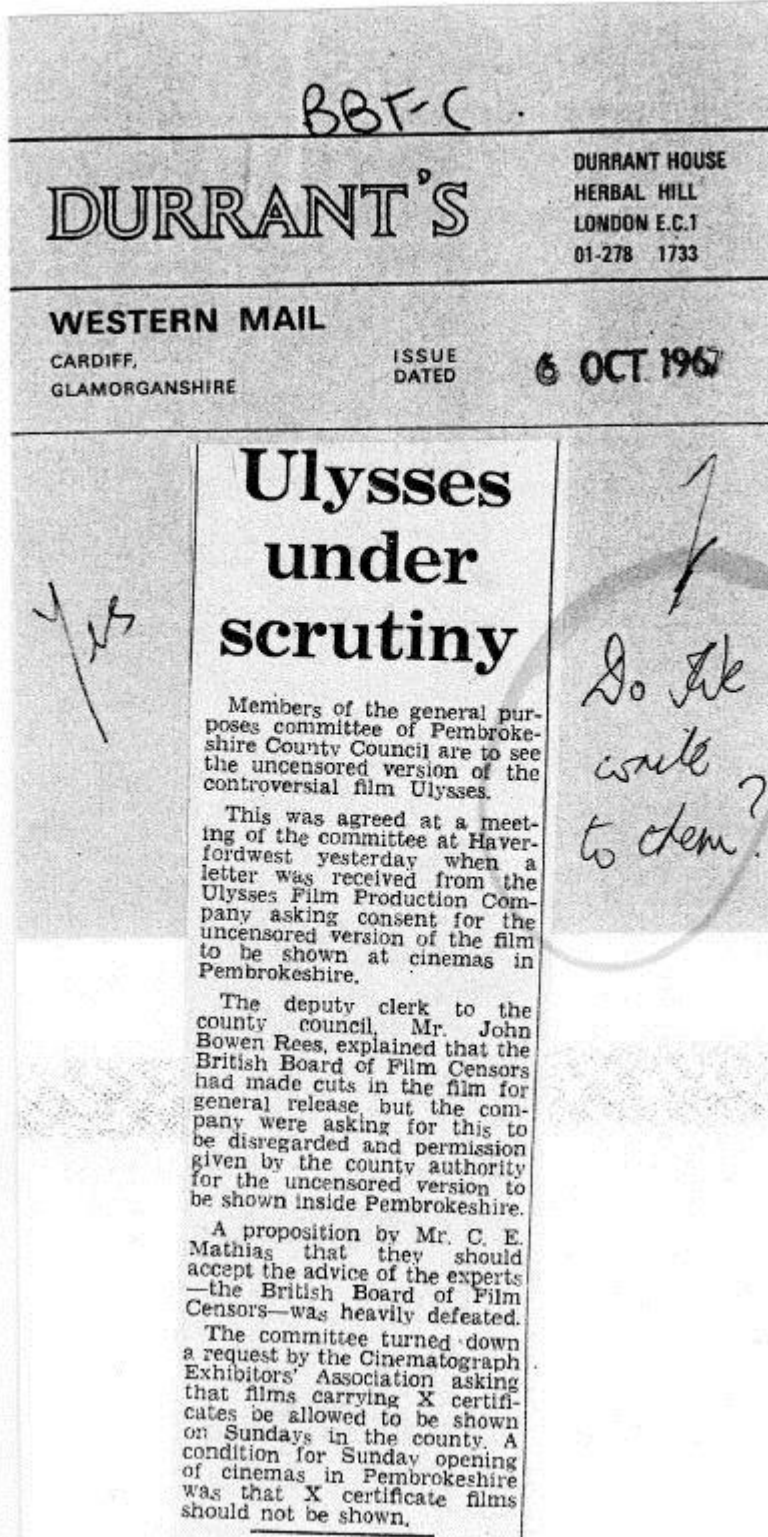 BBFC.
DURRANT'S
DURRANT HOUSE
HERBAL HILL
LONDON E.C.1
01-278 1733
WESTERN MAIL
CARDIFF,
GLAMORGANSHIRE
ISSUE
DATED
6 OCT 1967
Ulysses
under
scrutiny
Yes
Do we
write
to them?
Members of the general pur-
poses committee of Pembroke-
shire County Council are to see
the uncensored version of the
controversial film Ulysses.
This was agreed at a meet-
ing of the committee at Haver-
fordwest yesterday when a
letter was received from the
Ulysses Film Production Com-
pany asking consent for the
uncensored version of the film
to be shown at cinemas in
Pembrokeshire.
The deputy clerk to the
county council, Mr. John
Bowen Rees, explained that the
British Board of Film Censors
had made cuts in the film for
general release but the com-
pany were asking for this to
be disregarded and permission
given by the county authority
for the uncensored version to
be shown inside Pembrokeshire.
A proposition by Mr. C. E.
Mathias that they should
accept the advice of the experts
—the British Board of Film
Censors—was heavily defeated.
The committee turned down
a request by the Cinematograph
Exhibitors' Association asking
that films carrying X certifi-
cates be allowed to be shown
on Sundays in the county. A
condition for Sunday opening
of cinemas in Pembrokeshire
was that X certificate films
should not be shown.